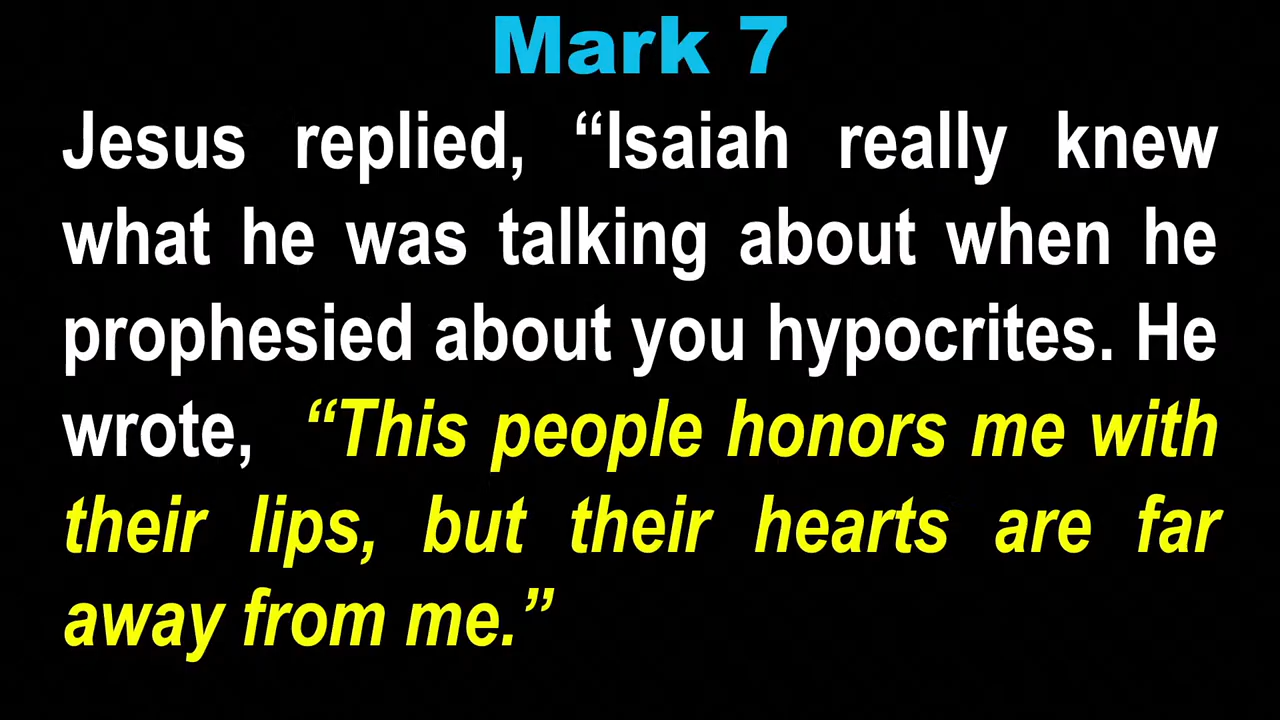 Mark 7
Jesus replied, “Isaiah really knew
what he was talking about when he
prophesied about you hypocrites. He
wrote, “This people honors me with
their lips, but their hearts are far
away from me.”